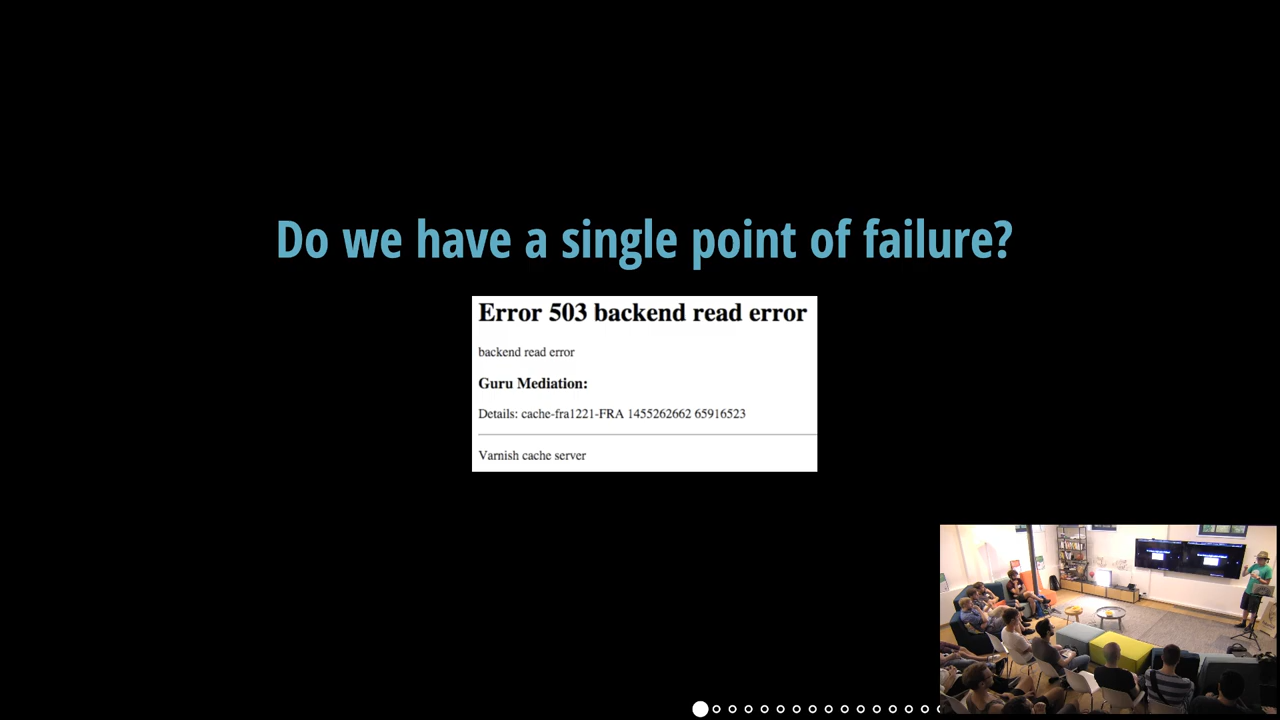 Do we have a single point of failure?
Error 503 backend read error
backend read error
Guru Mediation:
Details: cache-fra1221-FRA 1455262662 65916523
Varnish cache server